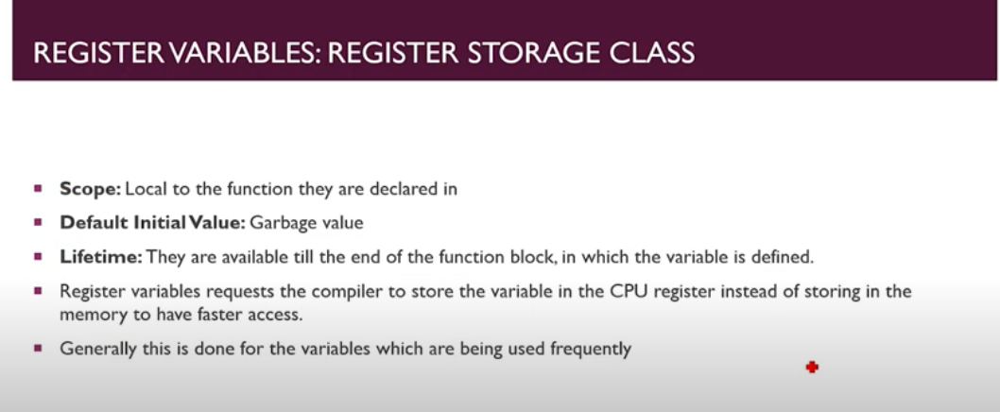 REGISTER VARIABLES: REGISTER STORAGE CLASS
Scope: Local to the function they are declared in
Default Initial Value: Garbage value
Lifetime: They are available till the end of the function block, in which the variable is defined.
Register variables requests the compiler to store the variable in the CPU register instead of storing in the
memory to have faster access.
Generally this is done for the variables which are being used frequently